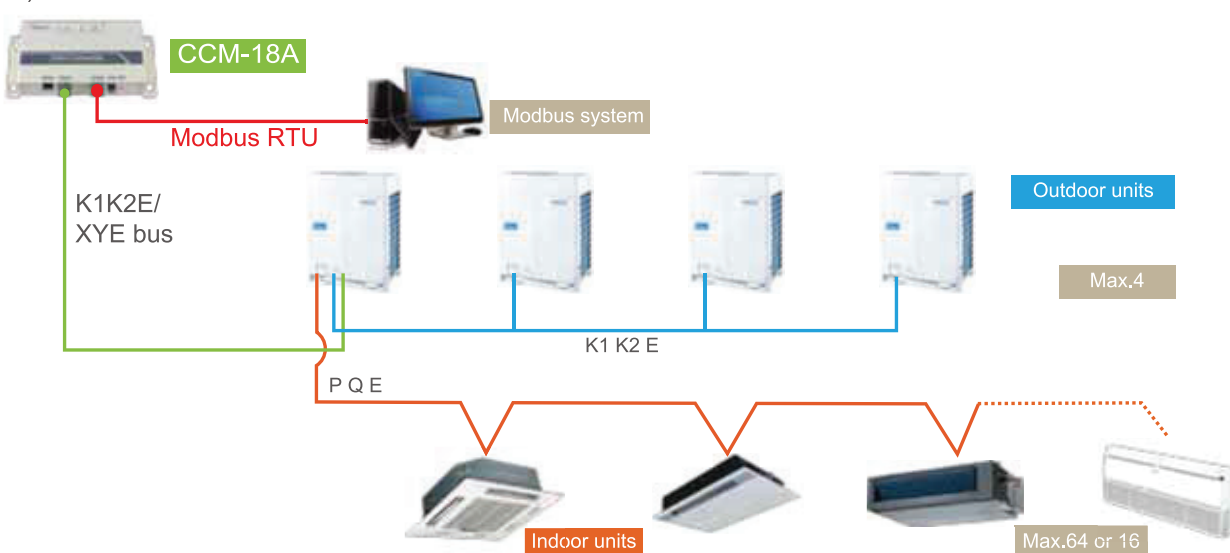 CCM-18A
Modbus system
Modbus RTU
K1K2E/
XYE bus
Outdoor units
Max.4
K1 K2 E
P Q E
Indoor units
Max.64 or 16